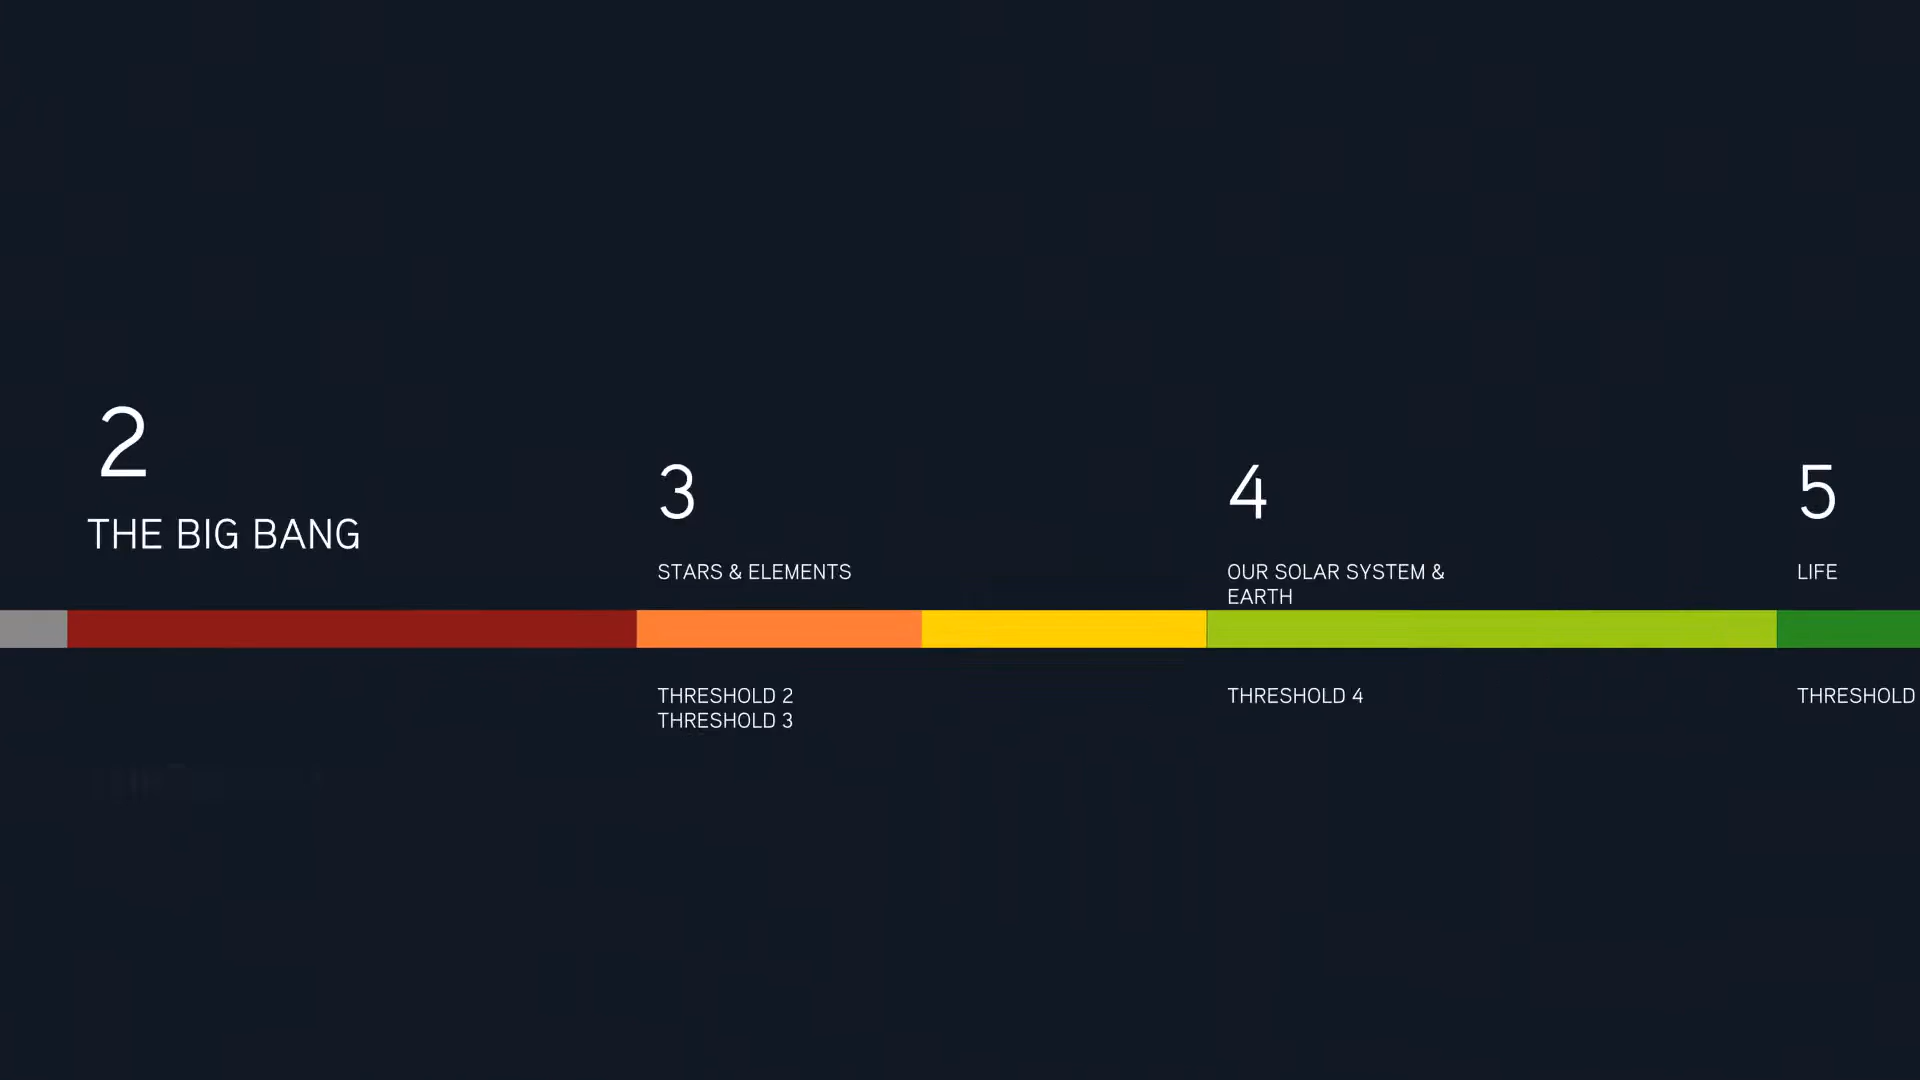 2
THE BIG BANG
3
STARS & ELEMENTS
THRESHOLD 2
THRESHOLD 3
4
OUR SOLAR SYSTEM &
EARTH
THRESHOLD 4
5
LIFE
THRESHOLD